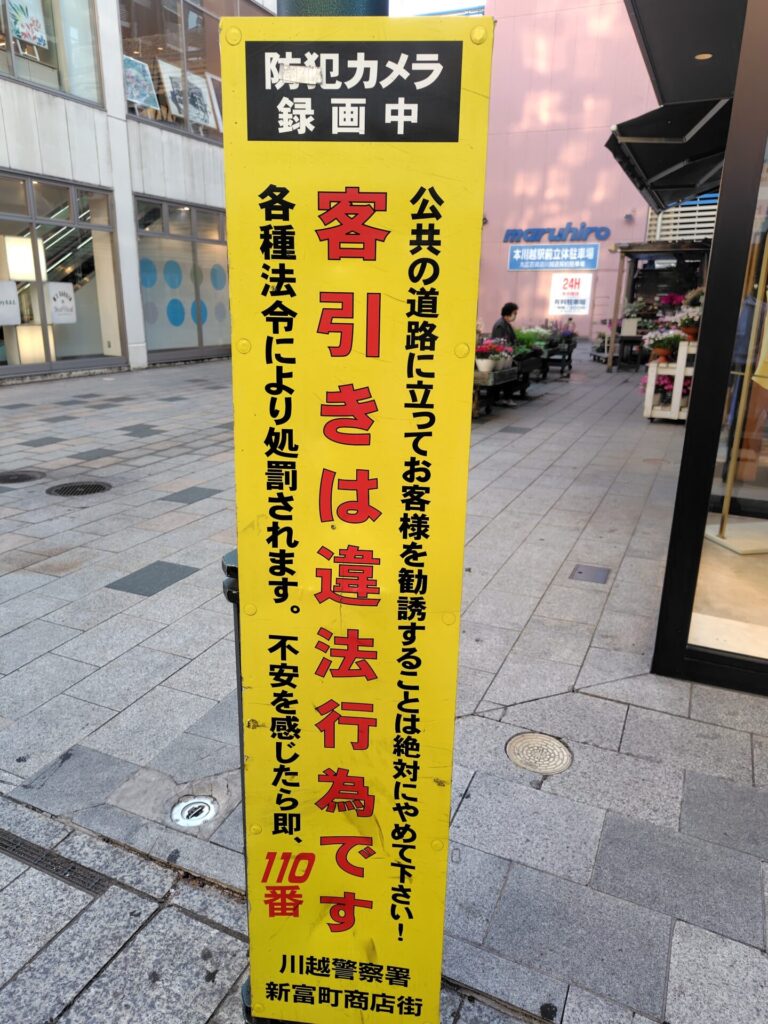 防犯カメラ
録画中
公共の道路に立ってお客様を勧誘することは絶対にやめて下さい!
客引きは違法行為です
各種法令により処罰されます。不安を感じたら即、110番
川越警察署
新富町商店街
maruhiro
本川越駅前立体駐車場
24H